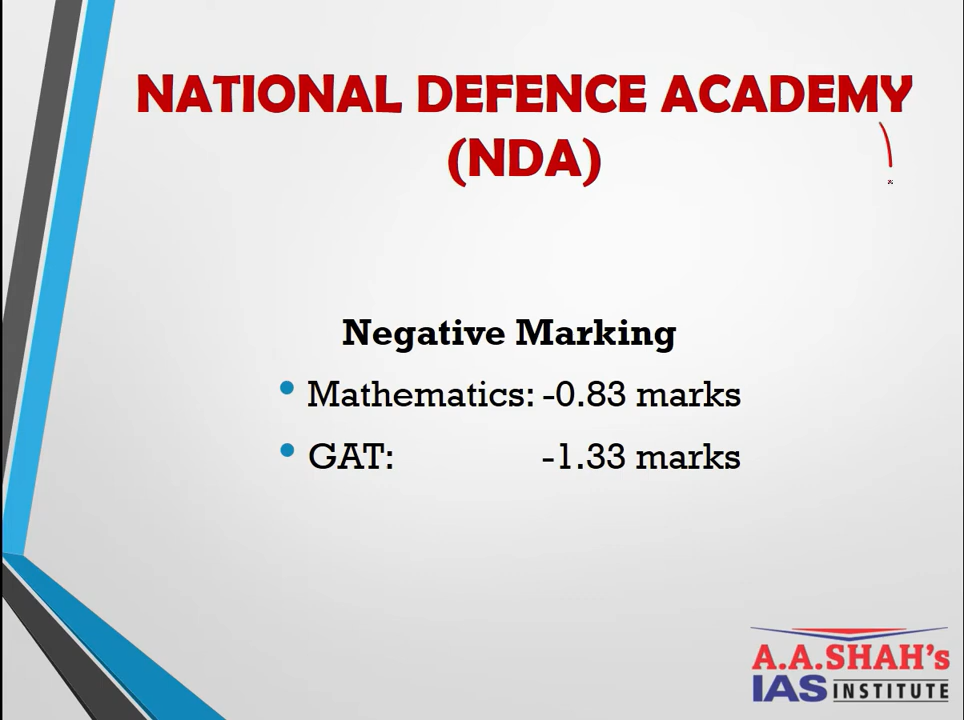 NATIONAL DEFENCE ACADEMY
(NDA)
Negative Marking
• Mathematics: -0.83 marks
• GAT: -1.33 marks
A.A.SHAH's
IAS INSTITUTE